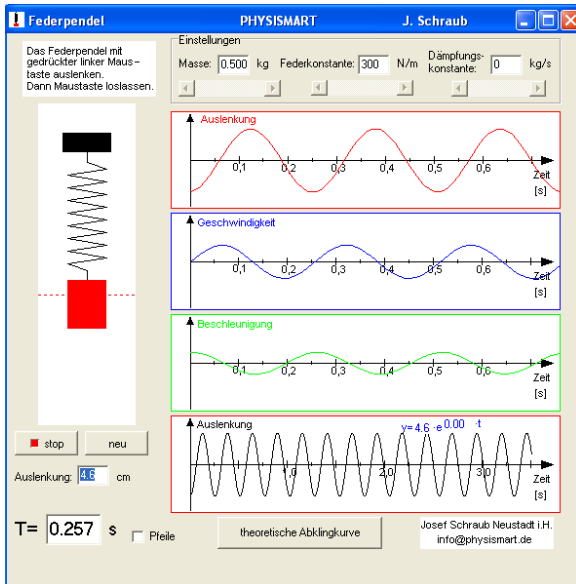 Federpendel PHYSISMART J. Schraub
Das Federpendel mit
gedrückter linker Maus-
taste auslenken.
Dann Maustaste loslassen.
Einstellungen
Masse: 0.500 kg Federkonstante: 300 N/m Dämpfungs-
konstante: 0 kg/s
Auslenkung
0,1 0,2 0,3 0,4 0,5 0,6 Zeit
[s]
Geschwindigkeit
0,1 0,2 0,3 0,4 0,5 0,6 Zeit
[s]
Beschleunigung
0,1 0,2 0,3 0,4 0,5 0,6 Zeit
[s]
stop neu
Auslenkung: 4.6 cm
Auslenkung y= 4.6 ·e 0.00 ·t
1,0 2,0 3,0 Zeit
[s]
T= 0.257 s Pfeile
theoretische Abklingkurve
Josef Schraub Neustadt i.H.
info@physismart.de